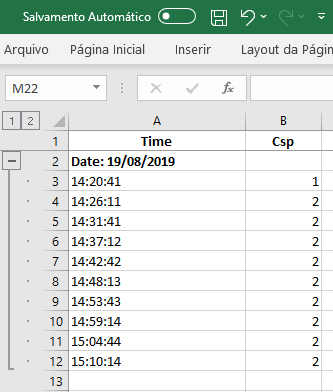 Salvamento Automático
Arquivo Página Inicial Inserir Layout da Págin
M22 fx
1 2 A B
1 Time Csp
2 Date: 19/08/2019
3 14:20:41 1
4 14:26:11 2
5 14:31:41 2
6 14:37:12 2
7 14:42:42 2
8 14:48:13 2
9 14:53:43 2
10 14:59:14 2
11 15:04:44 2
12 15:10:14 2
13